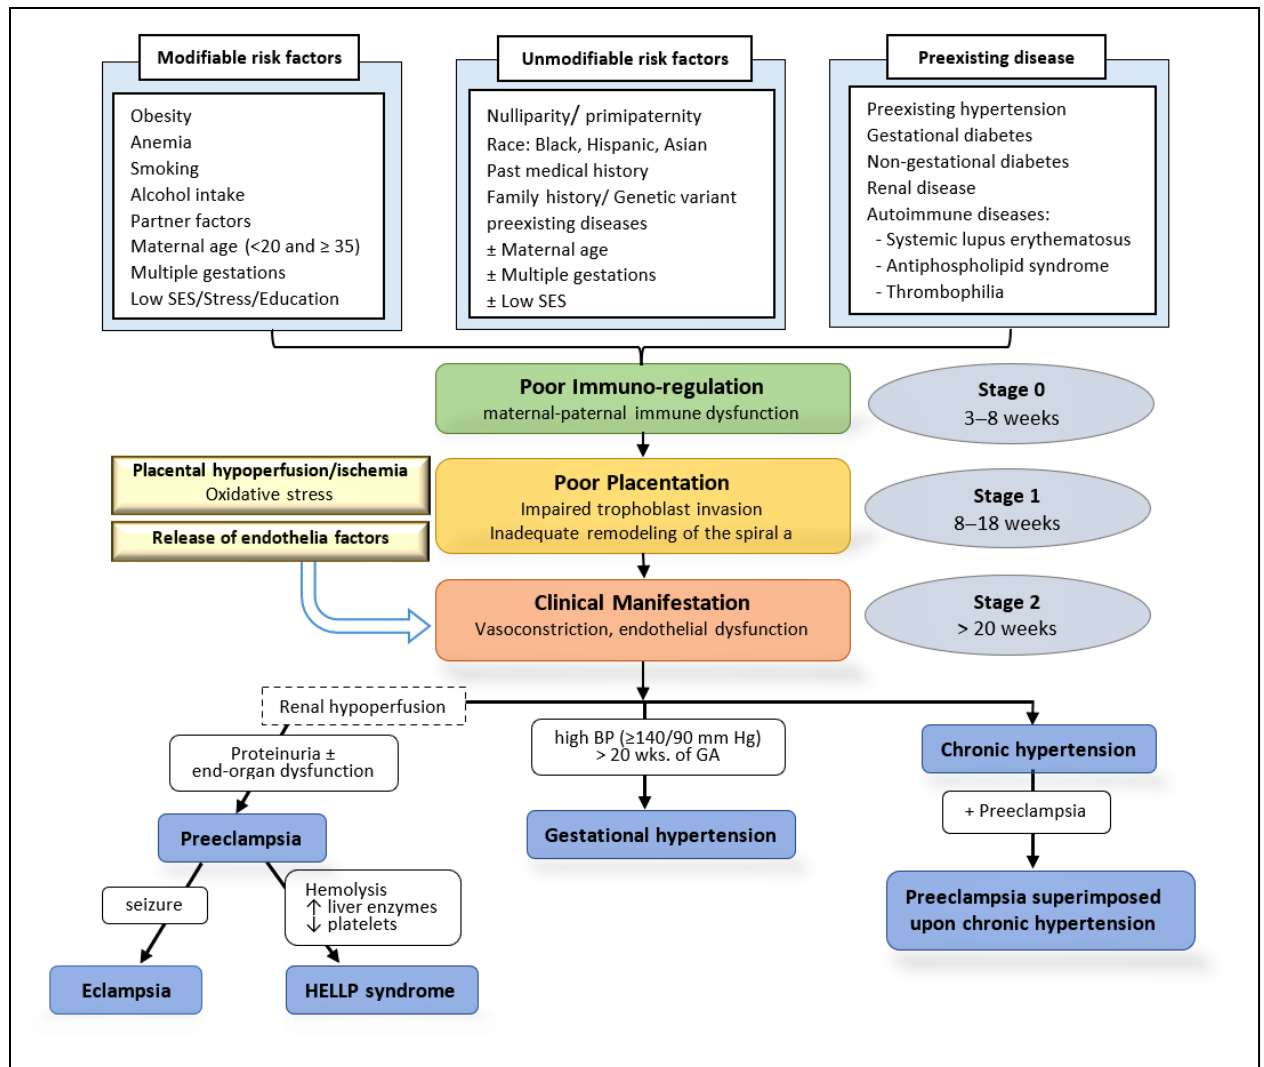 Modifiable risk factors
Obesity
Anemia
Smoking
Alcohol intake
Partner factors
Maternal age (<20 and ≥ 35)
Multiple gestations
Low SES/Stress/Education
Unmodifiable risk factors
Nulliparity/ primipaternity
Race: Black, Hispanic, Asian
Past medical history
Family history/ Genetic variant
preexisting diseases
± Maternal age
± Multiple gestations
± Low SES
Preexisting disease
Preexisting hypertension
Gestational diabetes
Non-gestational diabetes
Renal disease
Autoimmune diseases:
- Systemic lupus erythematosus
- Antiphospholipid syndrome
- Thrombophilia
Poor Immuno-regulation
maternal-paternal immune dysfunction
Stage 0
3–8 weeks
Placental hypoperfusion/ischemia
Oxidative stress
Release of endothelia factors
Poor Placentation
Impaired trophoblast invasion
Inadequate remodeling of the spiral a
Stage 1
8–18 weeks
Clinical Manifestation
Vasoconstriction, endothelial dysfunction
Stage 2
> 20 weeks
Renal hypoperfusion
Proteinuria ±
end-organ dysfunction
Preeclampsia
seizure
Hemolysis
↑ liver enzymes
↓ platelets
Eclampsia
HELLP syndrome
high BP (≥140/90 mm Hg)
> 20 wks. of GA
Gestational hypertension
Chronic hypertension
+ Preeclampsia
Preeclampsia superimposed
upon chronic hypertension